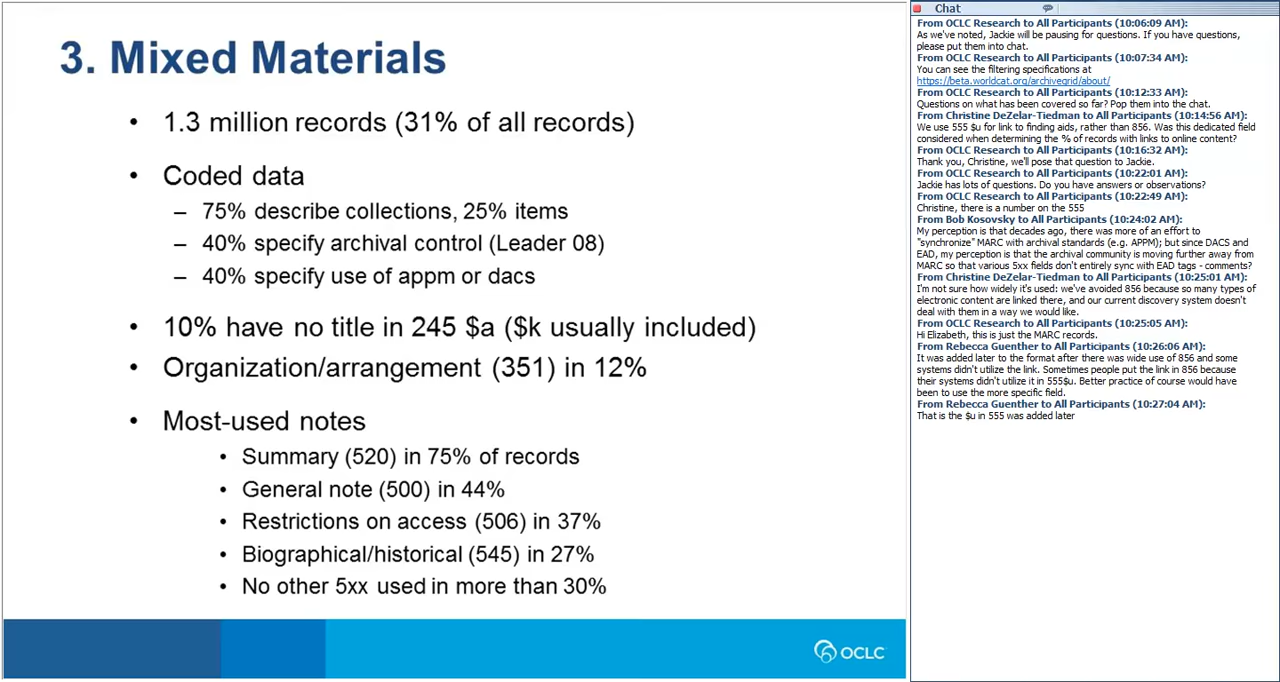 3. Mixed Materials
• 1.3 million records (31% of all records)
• Coded data
– 75% describe collections, 25% items
– 40% specify archival control (Leader 08)
– 40% specify use of appm or dacs
• 10% have no title in 245 $a ($k usually included)
• Organization/arrangement (351) in 12%
• Most-used notes
• Summary (520) in 75% of records
• General note (500) in 44%
• Restrictions on access (506) in 37%
• Biographical/historical (545) in 27%
• No other 5xx used in more than 30%
OCLC
Chat
From OCLC Research to All Participants (10:06:09 AM):
As we've noted, Jackie will be pausing for questions. If you have questions,
please put them into chat.
From OCLC Research to All Participants (10:07:34 AM):
You can see the filtering specifications at
https://beta.worldcat.org/archivegrid/about/
From OCLC Research to All Participants (10:12:33 AM):
Questions on what has been covered so far? Pop them into the chat.
From Christine DeZelar-Tiedman to All Participants (10:14:56 AM):
We use 555 $u for link to finding aids, rather than 856. Was this dedicated field
considered when determining the % of records with links to online content?
From OCLC Research to All Participants (10:16:32 AM):
Thank you, Christine, we'll pose that question to Jackie.
From OCLC Research to All Participants (10:22:01 AM):
Jackie has lots of questions. Do you have answers or observations?
From OCLC Research to All Participants (10:22:49 AM):
Christine, there is a number on the 555
From Bob Kosovsky to All Participants (10:24:02 AM):
My perception is that decades ago, there was more of an effort to
"synchronize" MARC with archival standards (e.g. APPM); but since DACS and
EAD, my perception is that the archival community is moving further away from
MARC so that various 5xx fields don't entirely sync with EAD tags - comments?
From Christine DeZelar-Tiedman to All Participants (10:25:01 AM):
I'm not sure how widely it's used: we've avoided 856 because so many types of
electronic content are linked there, and our current discovery system doesn't
deal with them in a way we would like.
From OCLC Research to All Participants (10:25:05 AM):
Hi Elizabeth, this is just the MARC records.
From Rebecca Guenther to All Participants (10:26:06 AM):
It was added later to the format after there was wide use of 856 and some
systems didn't utilize the link. Sometimes people put the link in 856 because
their systems didn't utilize it in 555$u. Better practice of course would have
been to use the more specific field.
From Rebecca Guenther to All Participants (10:27:04 AM):
That is the $u in 555 was added later